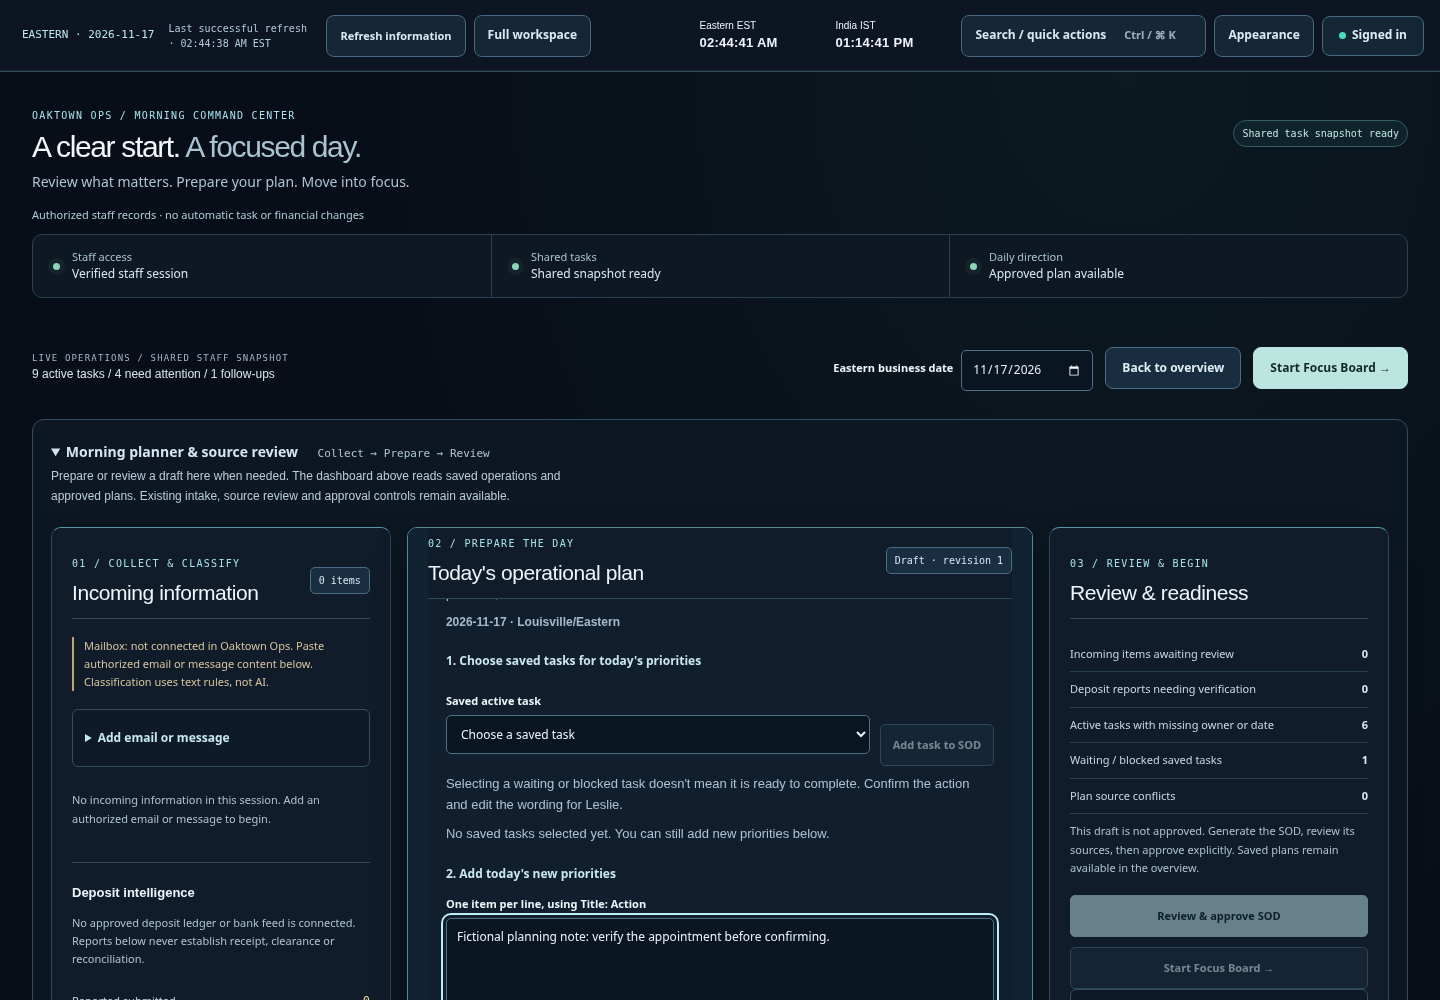 EASTERN · 2026-11-17
Last successful refresh
· 02:44:38 AM EST
Refresh information
Full workspace
Eastern EST
02:44:41 AM
India IST
01:14:41 PM
Search / quick actions Ctrl / ⌘ K
Appearance
Signed in
OAKTOWN OPS / MORNING COMMAND CENTER
A clear start. A focused day.
Review what matters. Prepare your plan. Move into focus.
Shared task snapshot ready
Authorized staff records · no automatic task or financial changes
Staff access
Verified staff session
Shared tasks
Shared snapshot ready
Daily direction
Approved plan available
LIVE OPERATIONS / SHARED STAFF SNAPSHOT
9 active tasks / 4 need attention / 1 follow-ups
Eastern business date
11/17/2026
Back to overview
Start Focus Board →
▼ Morning planner & source review Collect → Prepare → Review
Prepare or review a draft here when needed. The dashboard above reads saved operations and
approved plans. Existing intake, source review and approval controls remain available.
01 / COLLECT & CLASSIFY
Incoming information
0 items
Mailbox: not connected in Oaktown Ops. Paste
authorized email or message content below.
Classification uses text rules, not AI.
▶ Add email or message
No incoming information in this session. Add an
authorized email or message to begin.
Deposit intelligence
No approved deposit ledger or bank feed is connected.
Reports below never establish receipt, clearance or
reconciliation.
Reported submitted 0
02 / PREPARE THE DAY
Today's operational plan
Draft · revision 1
2026-11-17 · Louisville/Eastern
1. Choose saved tasks for today's priorities
Saved active task
Choose a saved task
Add task to SOD
Selecting a waiting or blocked task doesn't mean it is ready to complete. Confirm the action
and edit the wording for Leslie.
No saved tasks selected yet. You can still add new priorities below.
2. Add today's new priorities
One item per line, using Title: Action
Fictional planning note: verify the appointment before confirming.
03 / REVIEW & BEGIN
Review & readiness
Incoming items awaiting review 0
Deposit reports needing verification 0
Active tasks with missing owner or date 6
Waiting / blocked saved tasks 1
Plan source conflicts 0
This draft is not approved. Generate the SOD, review its
sources, then approve explicitly. Saved plans remain
available in the overview.
Review & approve SOD
Start Focus Board →